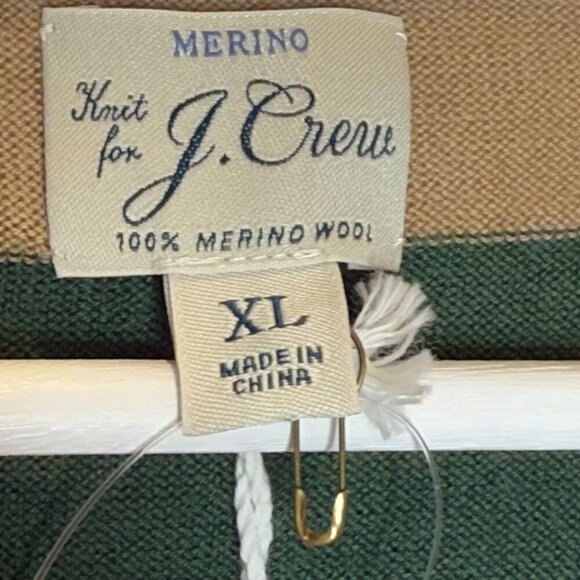 MERINO
Knit
for
J.Crew
100% MERINO WOOL
XL
MADE IN
CHINA